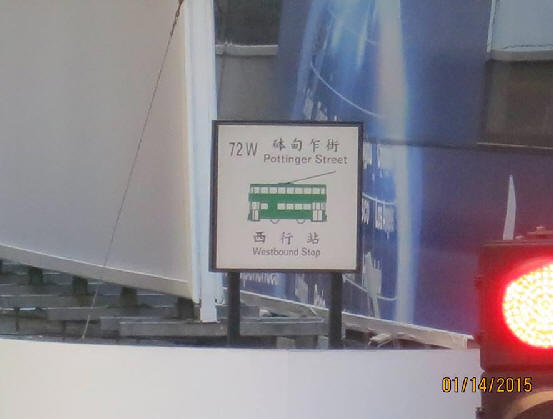 72W 砵甸乍街
Pottinger Street
西行站
Westbound Stop
01/14/2015